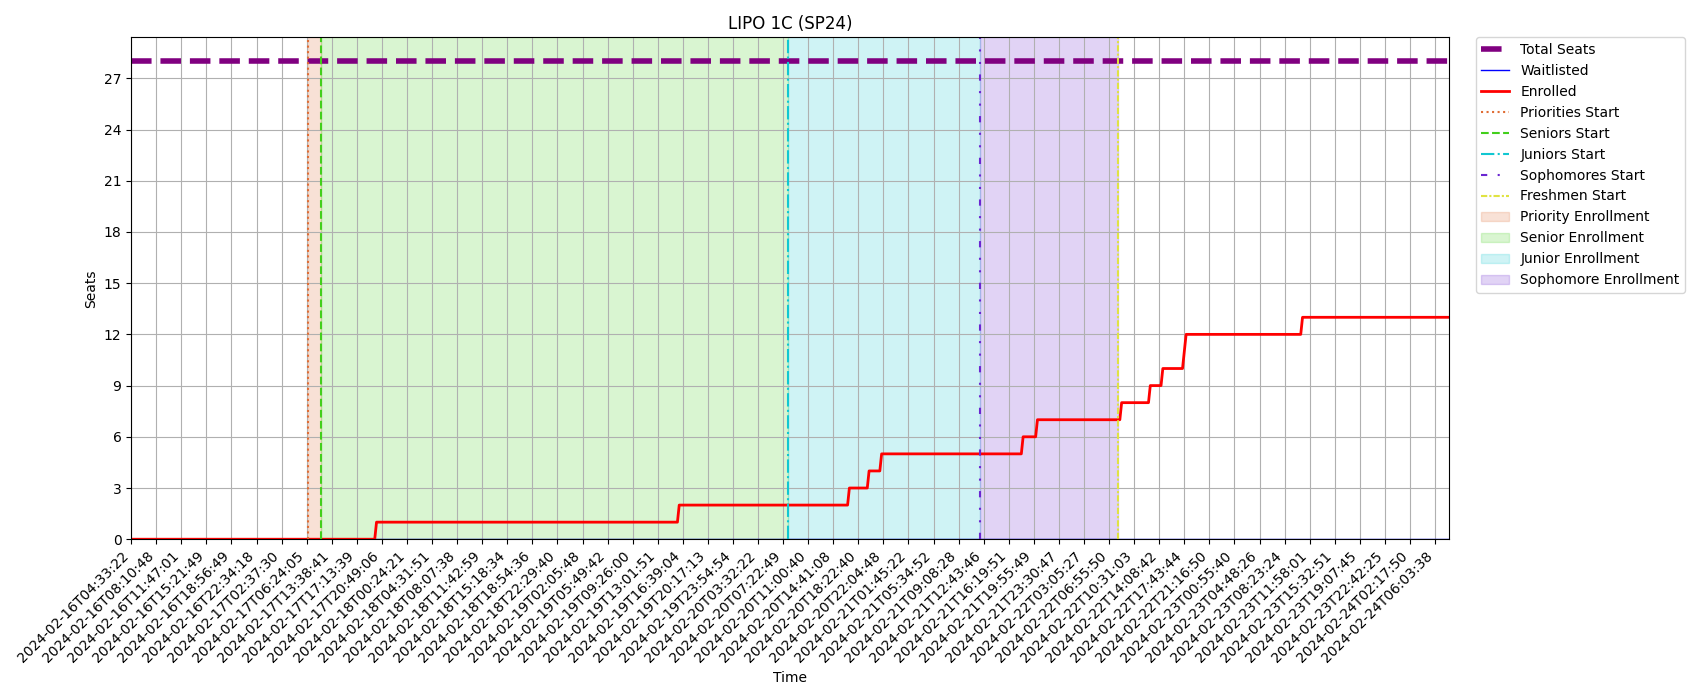 LIPO 1C (SP24)
Seats
27
24
21
18
15
12
9
6
3
0
2024-02-16T04:33:22
2024-02-16T08:10:48
2024-02-16T11:47:01
2024-02-16T15:21:49
2024-02-16T18:56:49
2024-02-16T22:34:18
2024-02-17T02:37:30
2024-02-17T06:24:05
2024-02-17T13:38:41
2024-02-17T17:13:39
2024-02-17T20:49:06
2024-02-18T00:24:21
2024-02-18T04:31:51
2024-02-18T08:07:38
2024-02-18T11:42:59
2024-02-18T15:18:34
2024-02-18T18:54:36
2024-02-18T22:29:40
2024-02-19T02:05:48
2024-02-19T05:49:42
2024-02-19T09:26:00
2024-02-19T13:01:51
2024-02-19T16:39:04
2024-02-19T20:17:13
2024-02-19T23:54:54
2024-02-20T03:32:22
2024-02-20T07:22:49
2024-02-20T11:00:40
2024-02-20T14:41:08
2024-02-20T18:22:40
2024-02-20T22:04:48
2024-02-21T01:45:22
2024-02-21T05:34:52
2024-02-21T09:08:28
2024-02-21T12:43:46
2024-02-21T16:19:51
2024-02-21T19:55:49
2024-02-21T23:30:47
2024-02-22T03:05:27
2024-02-22T06:55:50
2024-02-22T10:31:03
2024-02-22T14:08:42
2024-02-22T17:43:44
2024-02-22T21:16:50
2024-02-23T00:55:40
2024-02-23T04:48:26
2024-02-23T08:23:24
2024-02-23T11:58:01
2024-02-23T15:32:51
2024-02-23T19:07:45
2024-02-23T22:42:25
2024-02-24T02:17:50
2024-02-24T06:03:38
Time
Total Seats
Waitlisted
Enrolled
Priorities Start
Seniors Start
Juniors Start
Sophomores Start
Freshmen Start
Priority Enrollment
Senior Enrollment
Junior Enrollment
Sophomore Enrollment